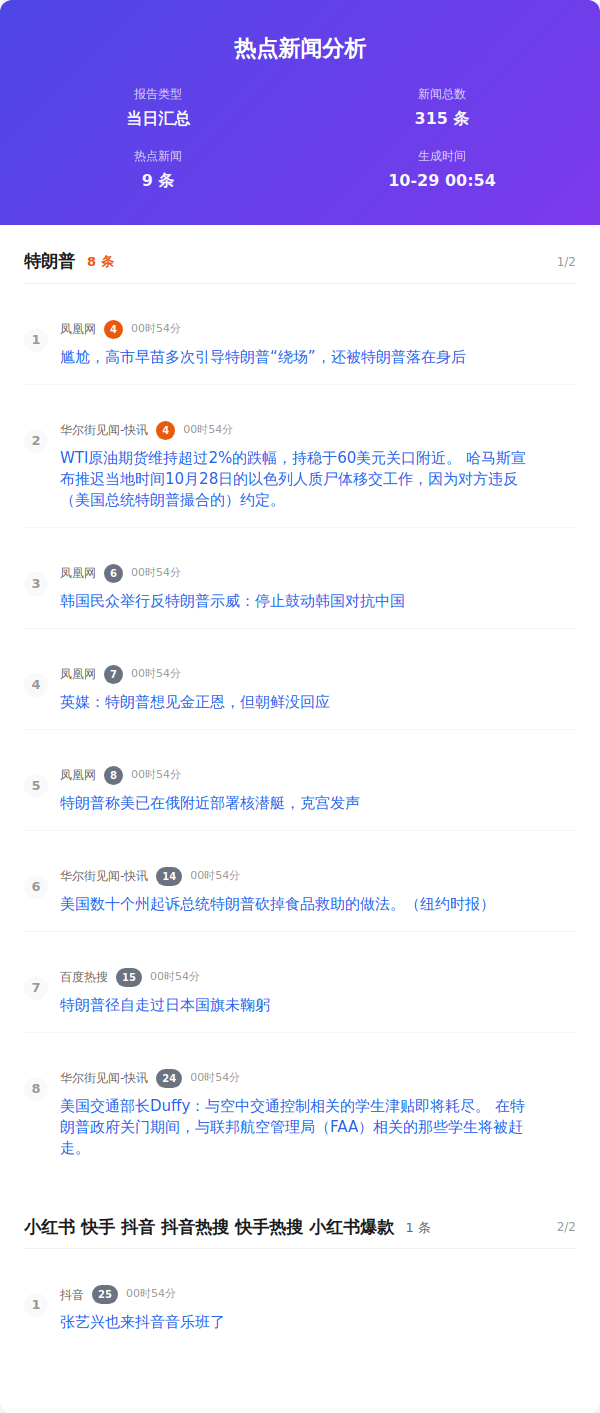 热点新闻分析
报告类型
新闻总数
当日汇总
315 条
热点新闻
生成时间
9 条
10-29 00:54
特朗普 8 条 1/2
1
凤凰网 4 00时54分
尴尬，高市早苗多次引导特朗普“绕场”，还被特朗普落在身后
2
华尔街见闻-快讯 4 00时54分
WTI原油期货维持超过2%的跌幅，持稳于60美元关口附近。 哈马斯宣
布推迟当地时间10月28日的以色列人质尸体移交工作，因为对方违反
（美国总统特朗普撮合的）约定。
3
凤凰网 6 00时54分
韩国民众举行反特朗普示威：停止鼓动韩国对抗中国
4
凤凰网 7 00时54分
英媒：特朗普想见金正恩，但朝鲜没回应
5
凤凰网 8 00时54分
特朗普称美已在俄附近部署核潜艇，克宫发声
6
华尔街见闻-快讯 14 00时54分
美国数十个州起诉总统特朗普砍掉食品救助的做法。（纽约时报）
7
百度热搜 15 00时54分
特朗普径自走过日本国旗未鞠躬
8
华尔街见闻-快讯 24 00时54分
美国交通部长Duffy：与空中交通控制相关的学生津贴即将耗尽。 在特
朗普政府关门期间，与联邦航空管理局（FAA）相关的那些学生将被赶
走。
小红书 快手 抖音 抖音热搜 快手热搜 小红书爆款 1 条 2/2
1
抖音 25 00时54分
张艺兴也来抖音音乐班了